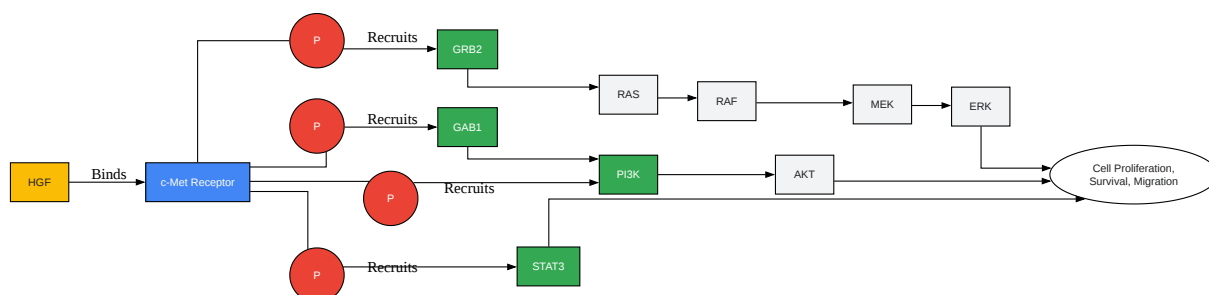 P
Recruits
GRB2
RAS
RAF
MEK
ERK
P
Recruits
GAB1
HGF
Binds
c-Met Receptor
P
Recruits
PI3K
AKT
Cell Proliferation,
Survival, Migration
P
Recruits
STAT3